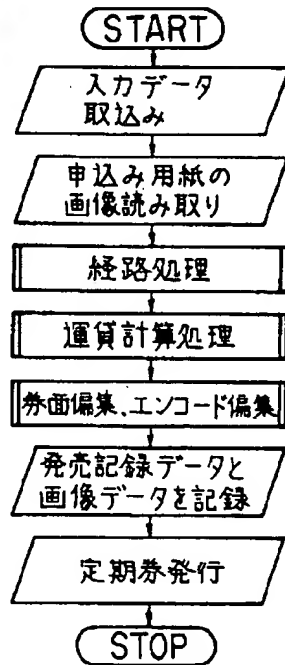 START
入力データ
取込み
申込み用紙の
画像読み取り
経路処理
運賃計算処理
券面偏集、エンコード偏集
発売記録データと
画像データを記録
定期券発行
STOP